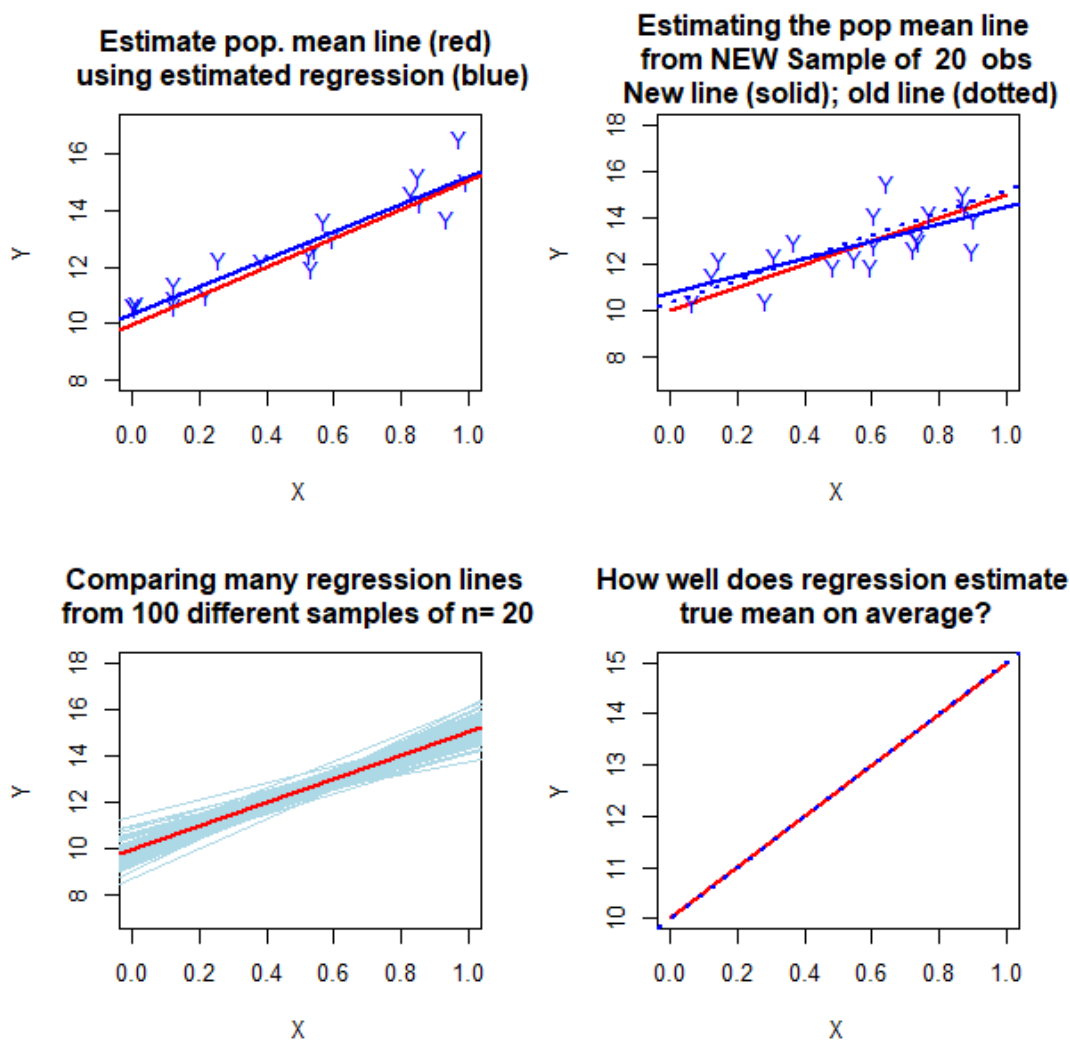 Estimate pop. mean line (red)
using estimated regression (blue)
16
14
12
10
8
Y
Y Y Y Y Y Y Y Y Y Y Y Y Y Y Y
0.0 0.2 0.4 0.6 0.8 1.0
X
Estimating the pop mean line
from NEW Sample of 20 obs
New line (solid); old line (dotted)
18
16
14
12
10
8
Y
Y Y Y Y Y Y Y Y Y Y Y Y Y Y Y Y
0.0 0.2 0.4 0.6 0.8 1.0
X
Comparing many regression lines
from 100 different samples of n= 20
18
16
14
12
10
8
Y
0.0 0.2 0.4 0.6 0.8 1.0
X
How well does regression estimate
true mean on average?
15
14
13
12
11
10
Y
0.0 0.2 0.4 0.6 0.8 1.0
X